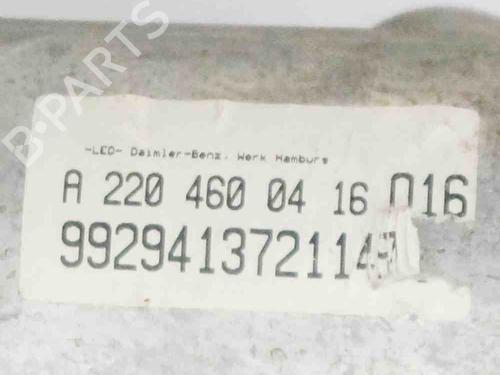 B·PARTS
-LED- Daimler-Benz, Werk Hamburg
A 220 460 04 16 016
99294137211